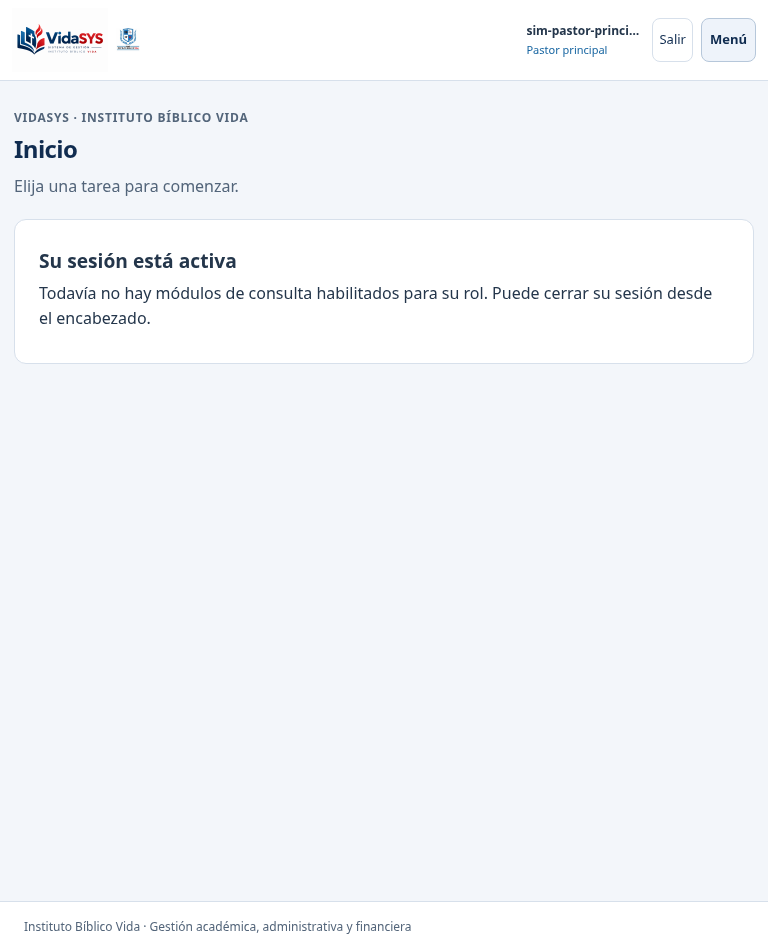 VidaSYS
sim-pastor-princi...
Pastor principal
Salir
Menú
VIDASYS · INSTITUTO BÍBLICO VIDA
Inicio
Elija una tarea para comenzar.
Su sesión está activa
Todavía no hay módulos de consulta habilitados para su rol. Puede cerrar su sesión desde
el encabezado.
Instituto Bíblico Vida · Gestión académica, administrativa y financiera